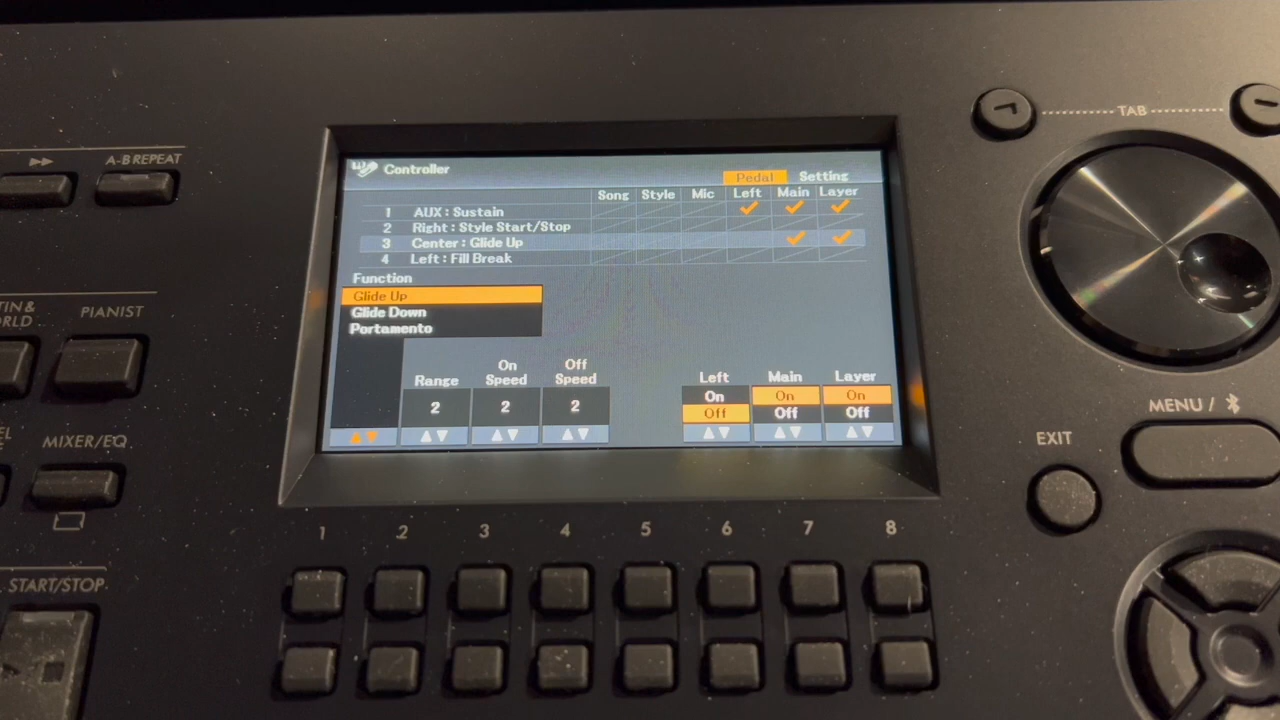 A-B REPEAT
TAB
Controller
Pedal Setting
Song Style Mic Left Main Layer
1 AUX : Sustain
2 Right : Style Start/Stop
3 Center : Glide Up
4 Left : Fill Break
Function
Glide Up
Glide Down
Portamento
Range On Speed Off Speed Left Main Layer
2 2 2
On On On
Off Off Off
PIANIST
MIXER/EQ
START/STOP
MENU /
EXIT
1 2 3 4 5 6 7 8